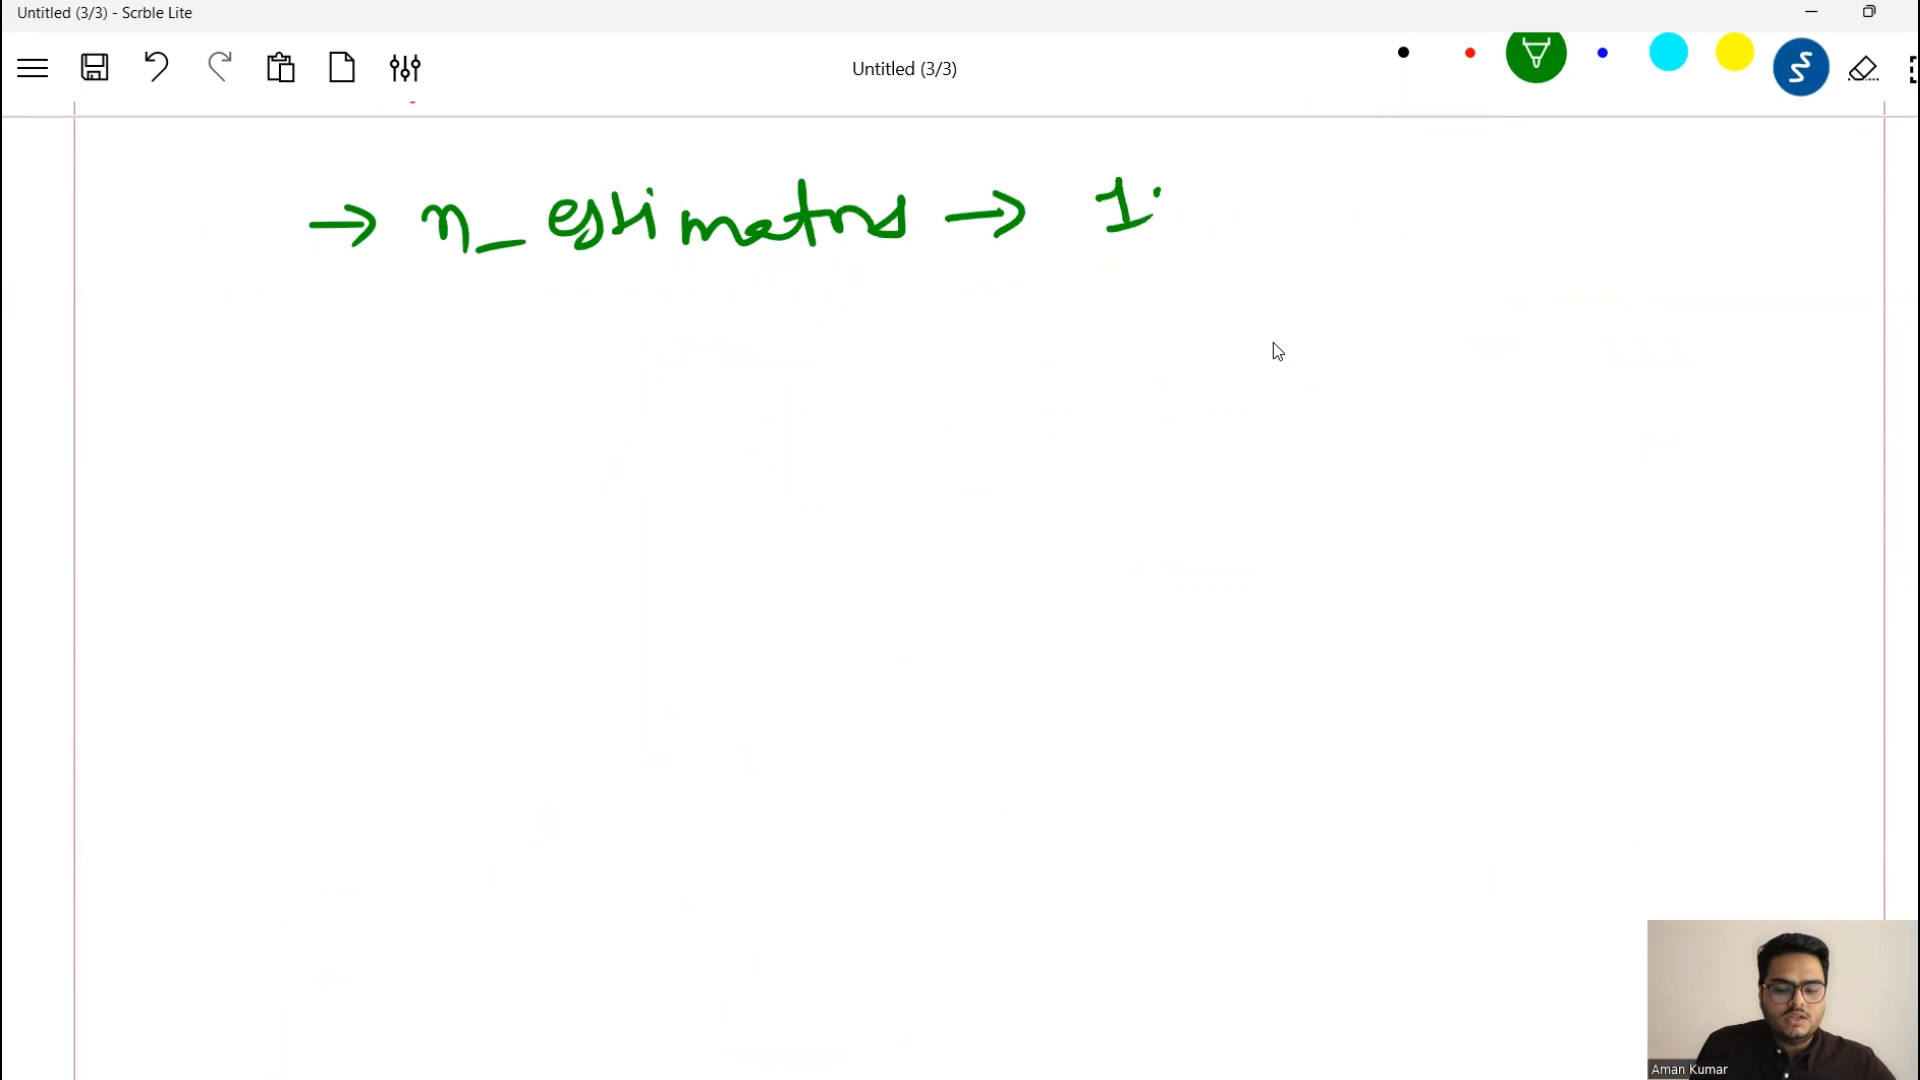 Untitled (3/3) - Scrble Lite
Untitled (3/3)
→ n_estimators → 1
Aman Kumar